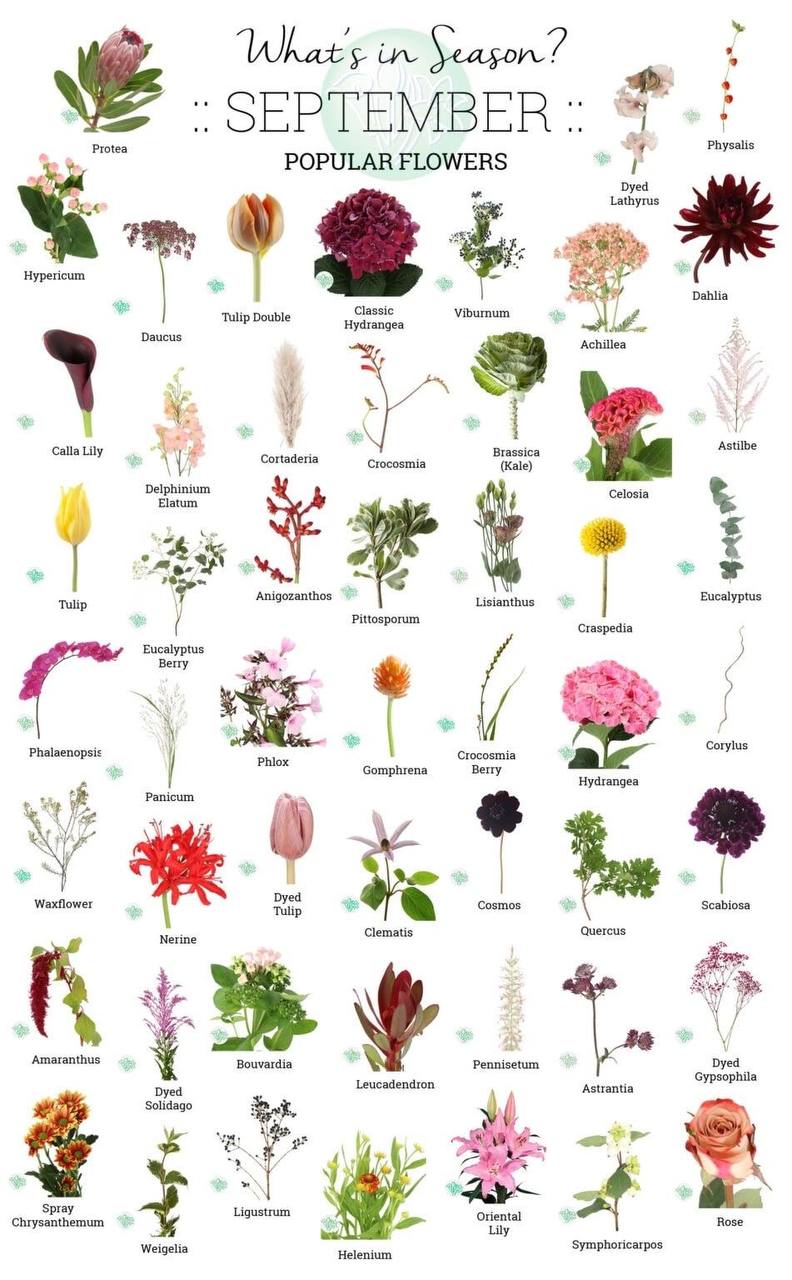 What's in Season?
:: SEPTEMBER ::
POPULAR FLOWERS
Protea
Physalis
Dyed
Lathyrus
Hypericum
Daucus
Tulip Double
Classic
Hydrangea
Viburnum
Achillea
Dahlia
Calla Lily
Delphinium
Elatum
Cortaderia
Crocosmia
Brassica
(Kale)
Celosia
Astilbe
Tulip
Eucalyptus
Berry
Anigozanthos
Pittosporum
Lisianthus
Craspedia
Eucalyptus
Phalaenopsis
Panicum
Phlox
Gomphrena
Crocosmia
Berry
Hydrangea
Corylus
Waxflower
Nerine
Dyed
Tulip
Clematis
Cosmos
Quercus
Scabiosa
Amaranthus
Dyed
Solidago
Bouvardia
Leucadendron
Pennisetum
Astrantia
Dyed
Gypsophila
Spray
Chrysanthemum
Weigelia
Ligustrum
Helenium
Oriental
Lily
Symphoricarpos
Rose